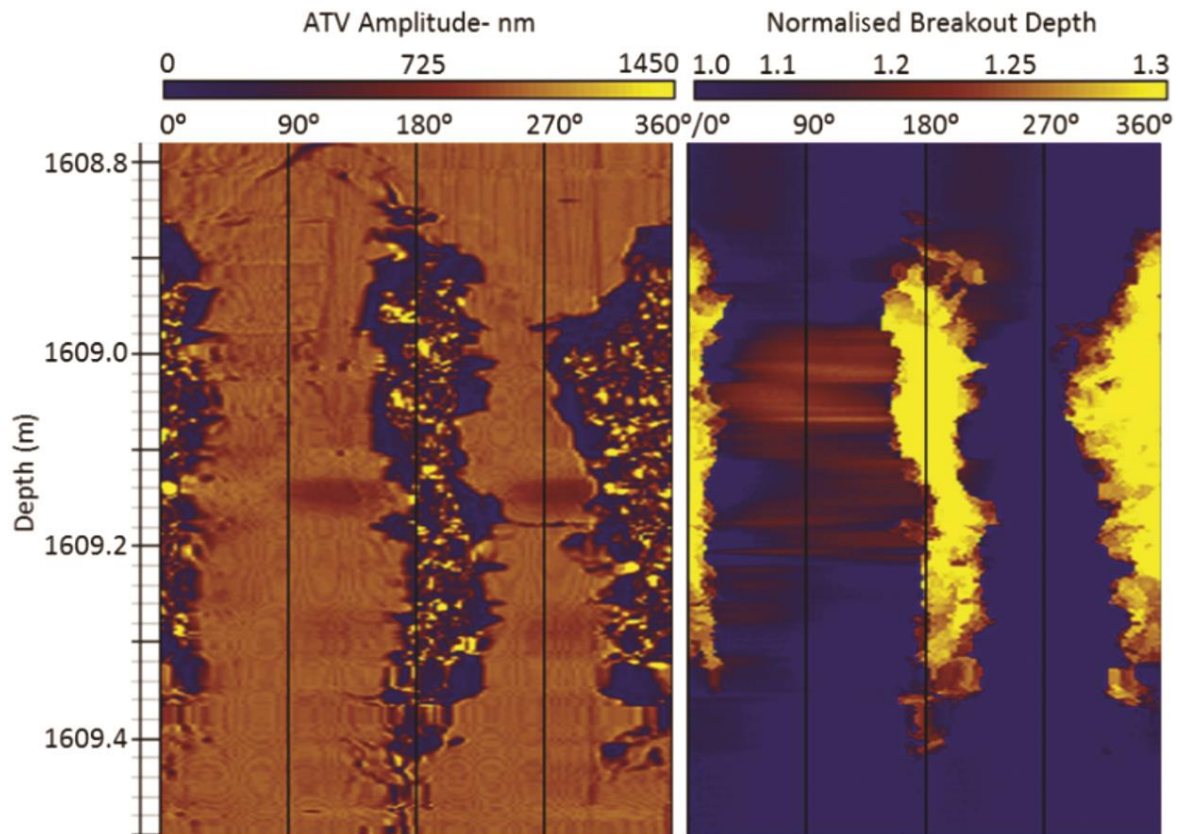 ATV Amplitude- nm Normalised Breakout Depth
0 725 1450 1.0 1.1 1.2 1.25 1.3
0° 90° 180° 270° 360°/0° 90° 180° 270° 360°
1608.8
1609.0
Depth (m)
1609.2
1609.4